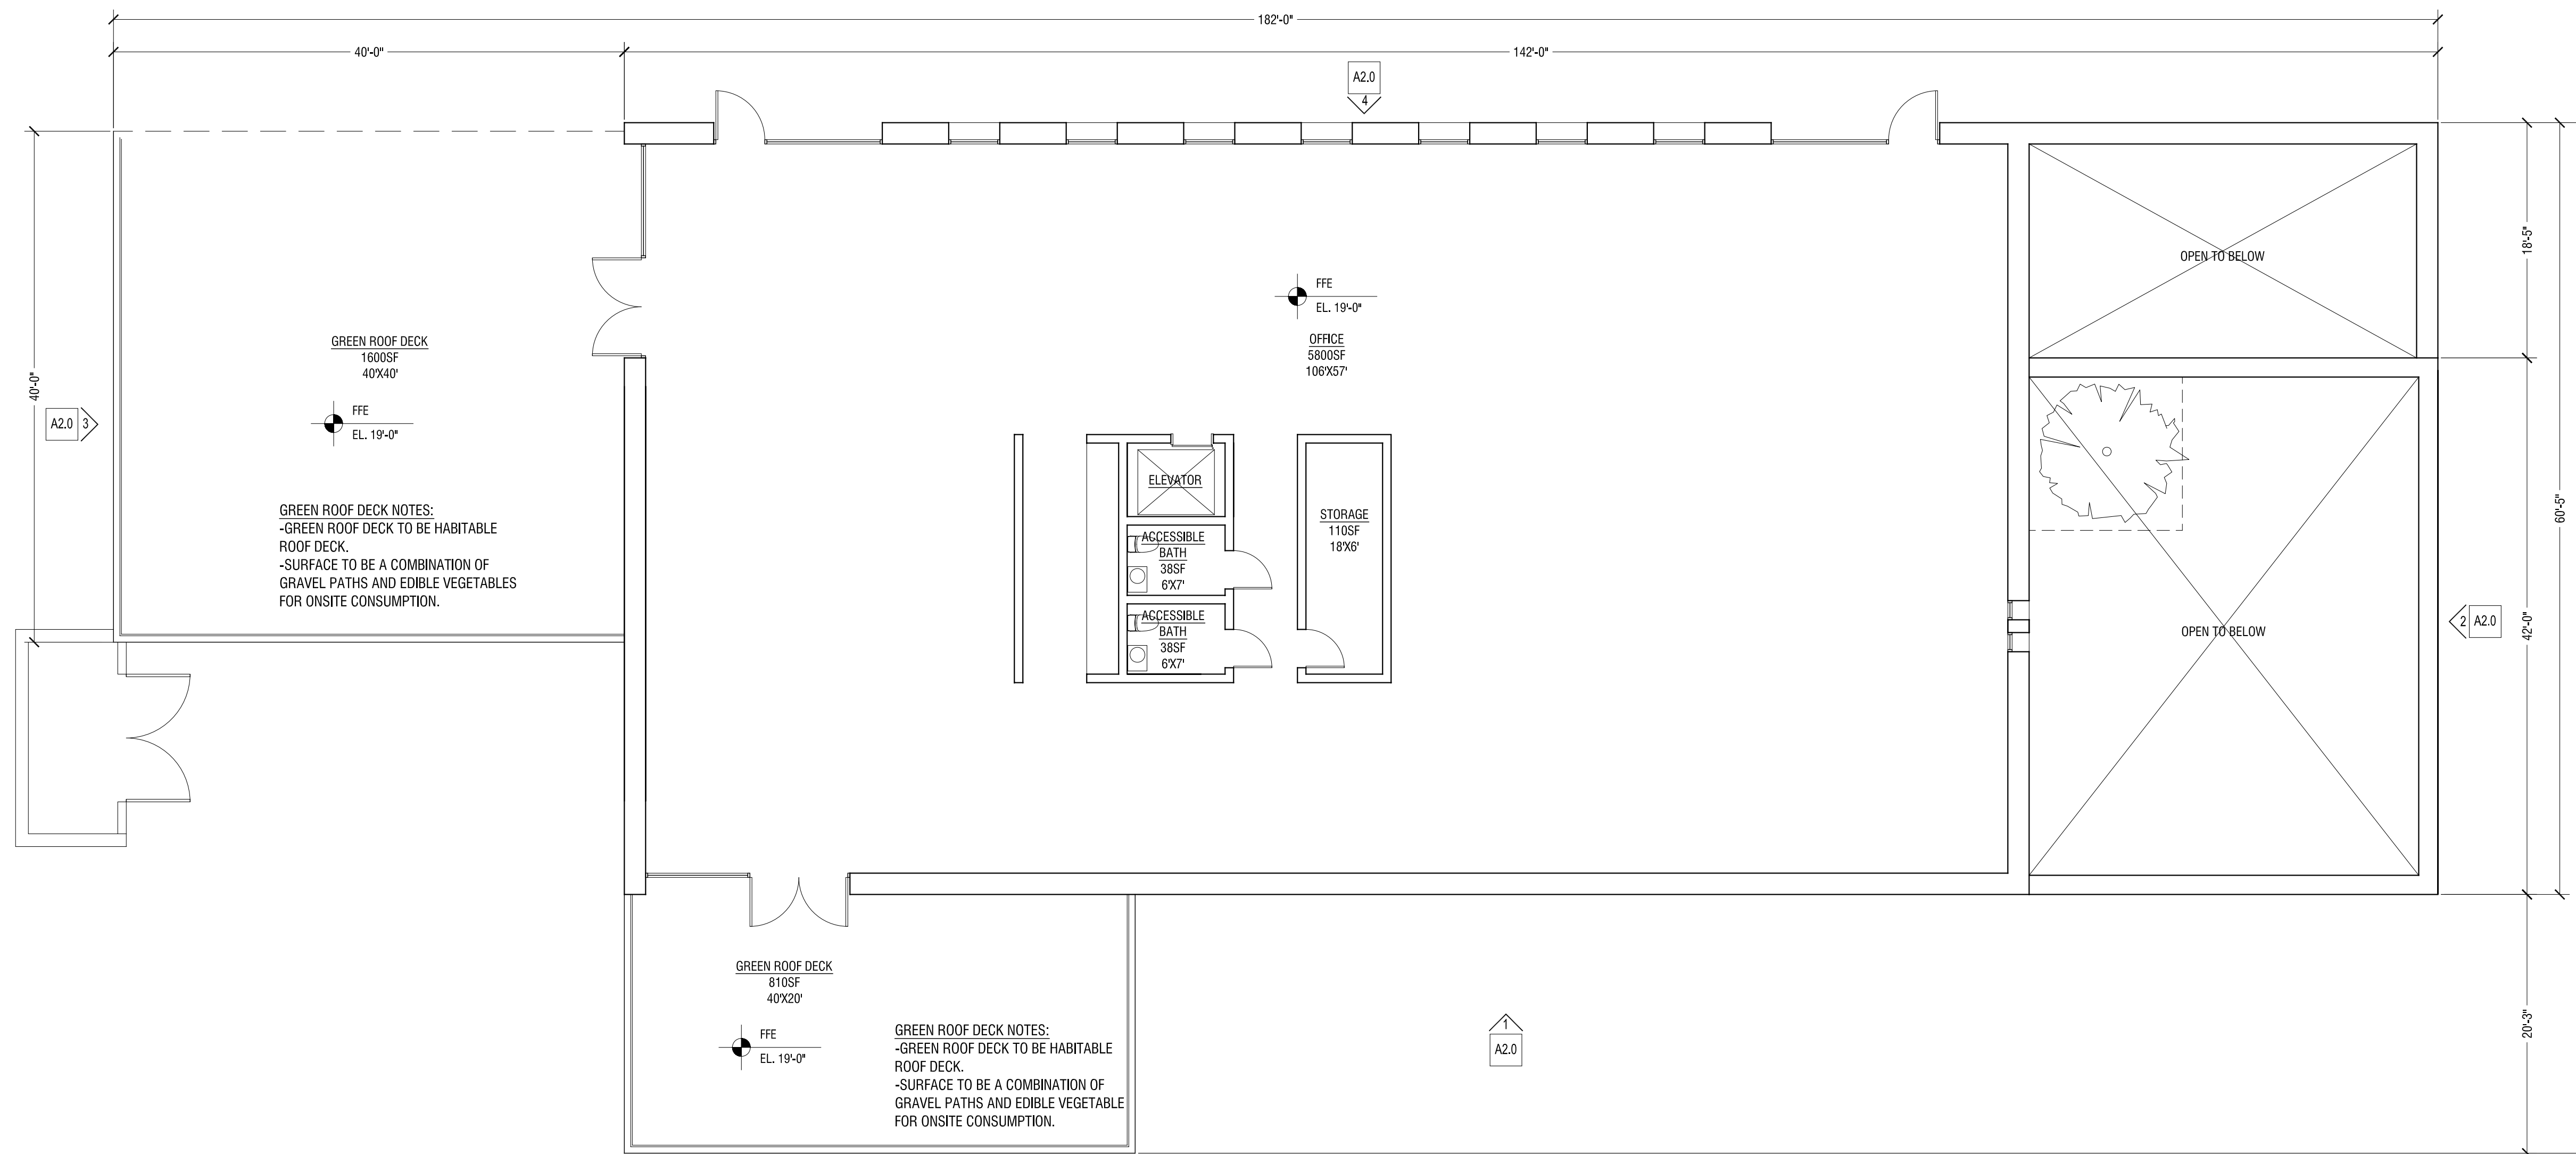 182'-0"
40'-0"
142'-0"
A2.0
4
18'-5"
OPEN TO BELOW
FFE
EL. 19'-0"
OFFICE
5800SF
106'X57'
GREEN ROOF DECK
1600SF
40'X40'
40'-0"
A2.0 3
FFE
EL. 19'-0"
GREEN ROOF DECK NOTES:
-GREEN ROOF DECK TO BE HABITABLE
ROOF DECK.
-SURFACE TO BE A COMBINATION OF
GRAVEL PATHS AND EDIBLE VEGETABLES
FOR ONSITE CONSUMPTION.
ELEVATOR
STORAGE
110SF
18'X6'
ACCESSIBLE
BATH
38SF
6'X7'
ACCESSIBLE
BATH
38SF
6'X7'
60'-5"
42'-0"
2 A2.0
OPEN TO BELOW
GREEN ROOF DECK
810SF
40'X20'
FFE
EL. 19'-0"
GREEN ROOF DECK NOTES:
-GREEN ROOF DECK TO BE HABITABLE
ROOF DECK.
-SURFACE TO BE A COMBINATION OF
GRAVEL PATHS AND EDIBLE VEGETABLE
FOR ONSITE CONSUMPTION.
1
A2.0
20'-3"